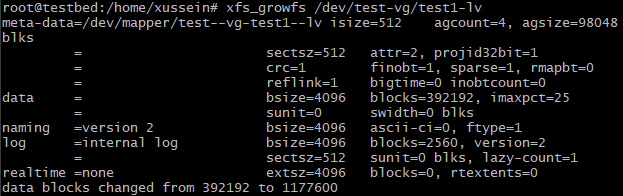 root@testbed:/home/xussein# xfs_growfs /dev/test-vg/test1-lv
meta-data=/dev/mapper/test--vg-test1--lv isize=512    agcount=4, agsize=98048
blks
         =                       sectsz=512   attr=2, projid32bit=1
         =                       crc=1        finobt=1, sparse=1, rmapbt=0
         =                       reflink=1    bigtime=0 inobtcount=0
data     =                       bsize=4096   blocks=392192, imaxpct=25
         =                       sunit=0      swidth=0 blks
naming   =version 2              bsize=4096   ascii-ci=0, ftype=1
log      =internal log           bsize=4096   blocks=2560, version=2
         =                       sectsz=512   sunit=0 blks, lazy-count=1
realtime =none                   extsz=4096   blocks=0, rtextents=0
data blocks changed from 392192 to 1177600